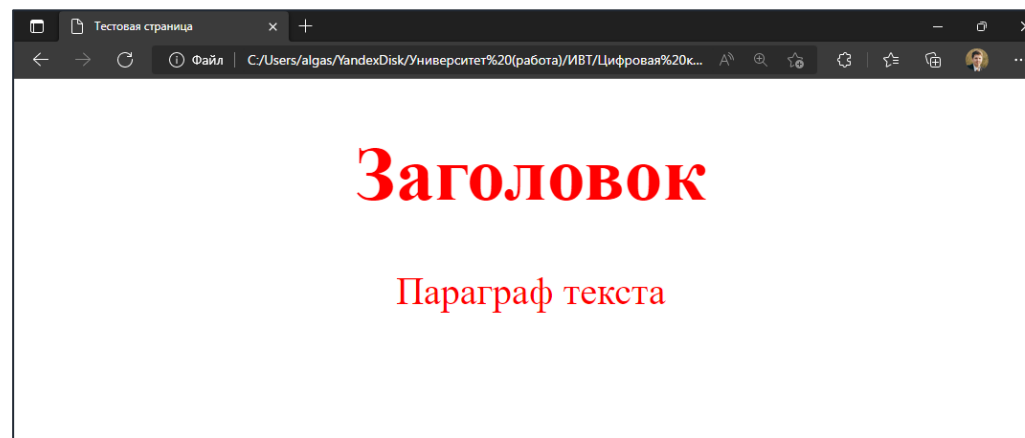 Тестовая страница
Файл C:/Users/algas/YandexDisk/Университет%20(работа)/ИВТ/Цифровая%20к...
Заголовок
Параграф текста